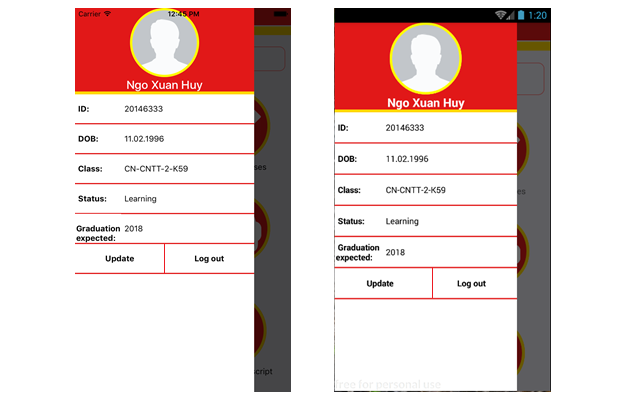 Carrier 12:45 PM
Ngo Xuan Huy
ID: 20146333
DOB: 11.02.1996
Class: CN-CNTT-2-K59
Status: Learning
Graduation expected: 2018
Update Log out
ses
script
1:20
Ngo Xuan Huy
ID: 20146333
DOB: 11.02.1996
Class: CN-CNTT-2-K59
Status: Learning
Graduation expected: 2018
Update Log out
es
free for personal use